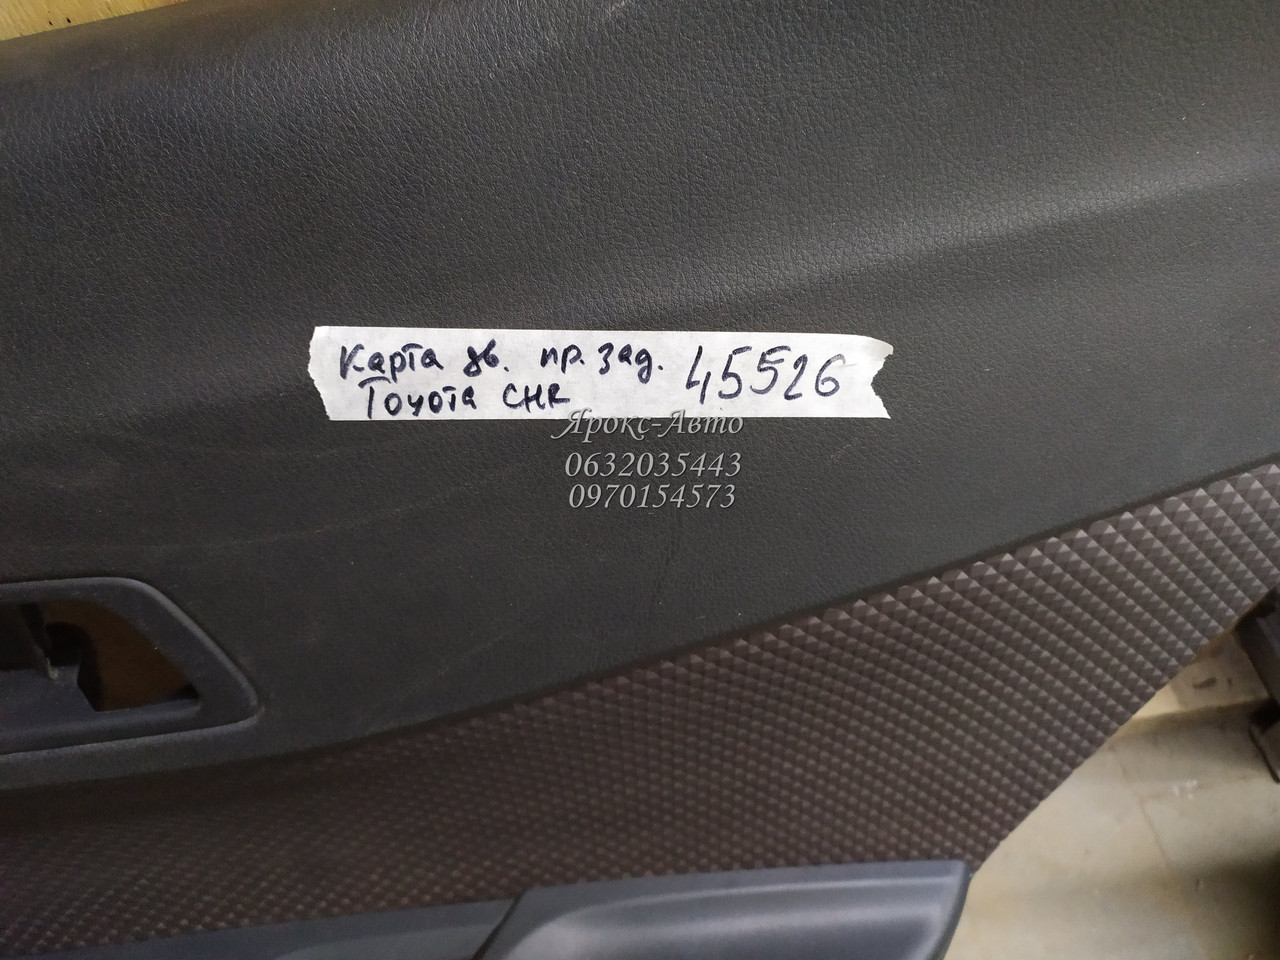 Карта дв. пр. зад. 45526
Toyota CHR
Ярокс-Авто
0632035443
0970154573